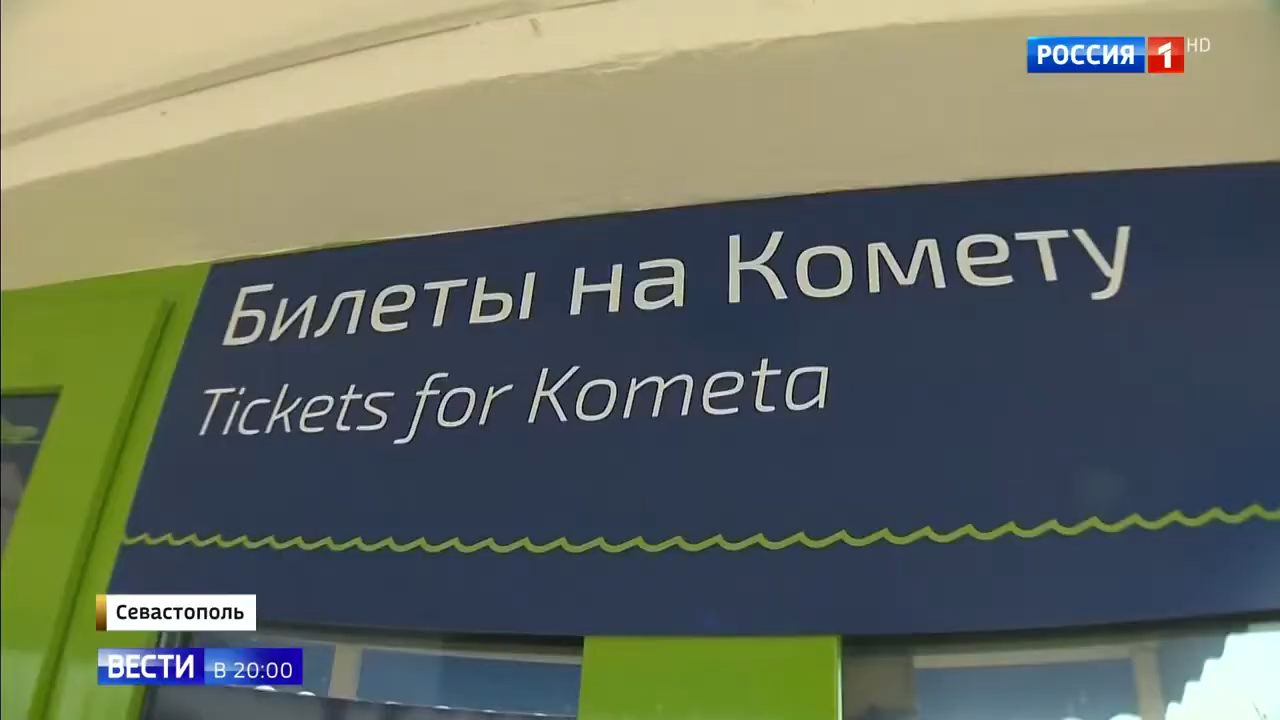 РОССИЯ 1 HD
Билеты на Комету
Tickets for Kometa
Севастополь
ВЕСТИ В 20:00